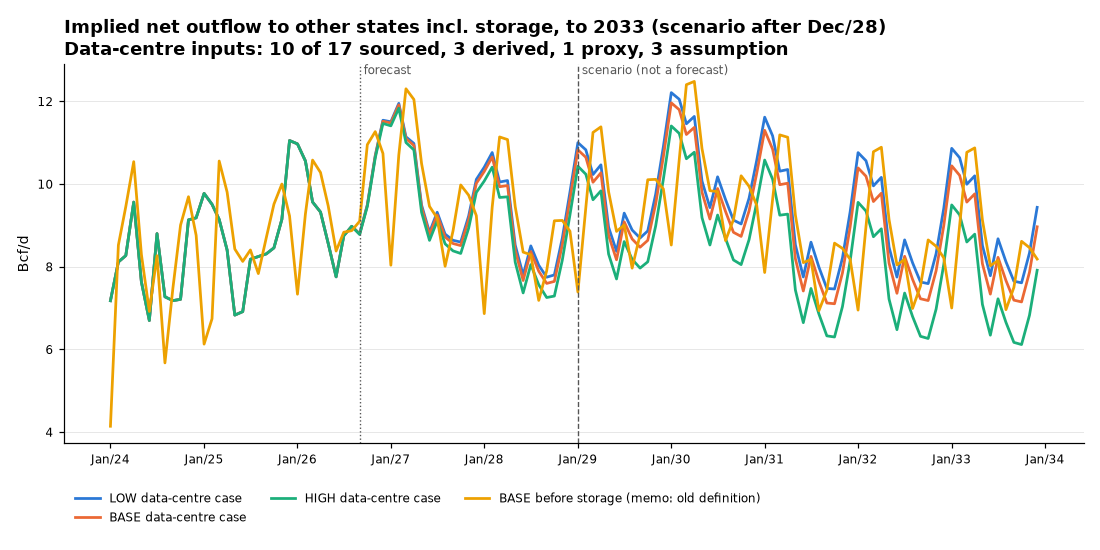 Implied net outflow to other states incl. storage, to 2033 (scenario after Dec/28)
Data-centre inputs: 10 of 17 sourced, 3 derived, 1 proxy, 3 assumption
forecast
scenario (not a forecast)
Bcf/d
12
10
8
6
4
Jan/24 Jan/25 Jan/26 Jan/27 Jan/28 Jan/29 Jan/30 Jan/31 Jan/32 Jan/33 Jan/34
LOW data-centre case HIGH data-centre case BASE before storage (memo: old definition)
BASE data-centre case